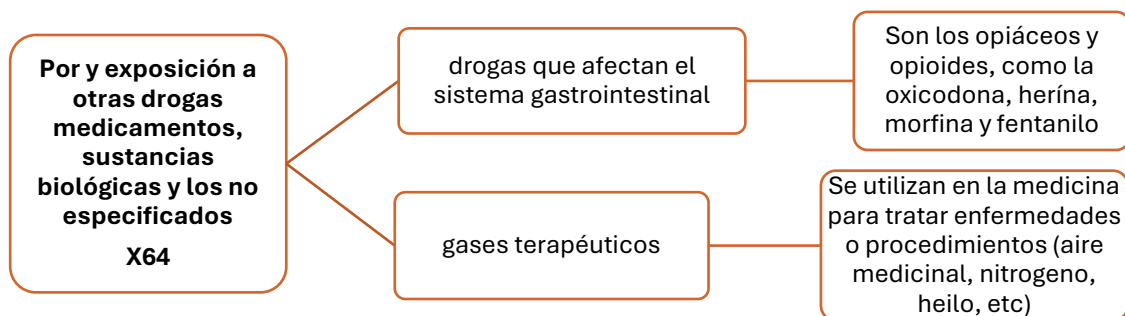 Por y exposición a
otras drogas
medicamentos,
sustancias
biológicas y los no
especificados
X64
drogas que afectan el
sistema gastrointestinal
Son los opiáceos y
opioides, como la
oxicodona, herína,
morfina y fentanilo
gases terapéuticos
Se utilizan en la medicina
para tratar enfermedades
o procedimientos (aire
medicinal, nitrogeno,
heilo, etc)